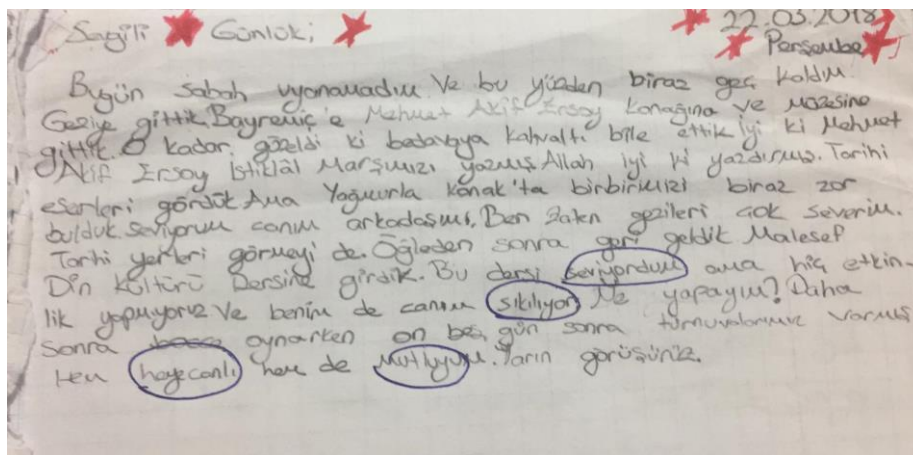 22.03.2018
Sevgili Günlük;
Perşembe
Bugün sabah uyanamadım. Ve bu yüzden biraz geç kaldım.
Geziye gittik. Bayramiç'e Mehmet Akif Ersoy Konağına ve müzesine
gittik. O kadar güzeldi ki bedavaya kahvaltı bile ettik. İyi ki Mehmet
Akif Ersoy İstiklâl Marşımızı yazmış. Allah iyi ki yazdırmış. Tarihi
eserleri gördük. Ama Yağmurla Konak'ta birbirimizi biraz zor
bulduk. Seviyorum canım arkadaşımı. Ben zaten gezileri çok severim.
Tarihi yerleri görmeyi de. Öğleden sonra geri geldik Malesef
Din Kültürü Dersine girdik. Bu dersi seviyordum ama hiç etkin-
lik yapmıyoruz Ve benim de canım sıkılıyor Ne yapayım? Daha
sonra oynarken on beş gün sonra turnuvalarımız varmış
Hem heyecanlı hem de mutluyum. Yarın görüşürüz.